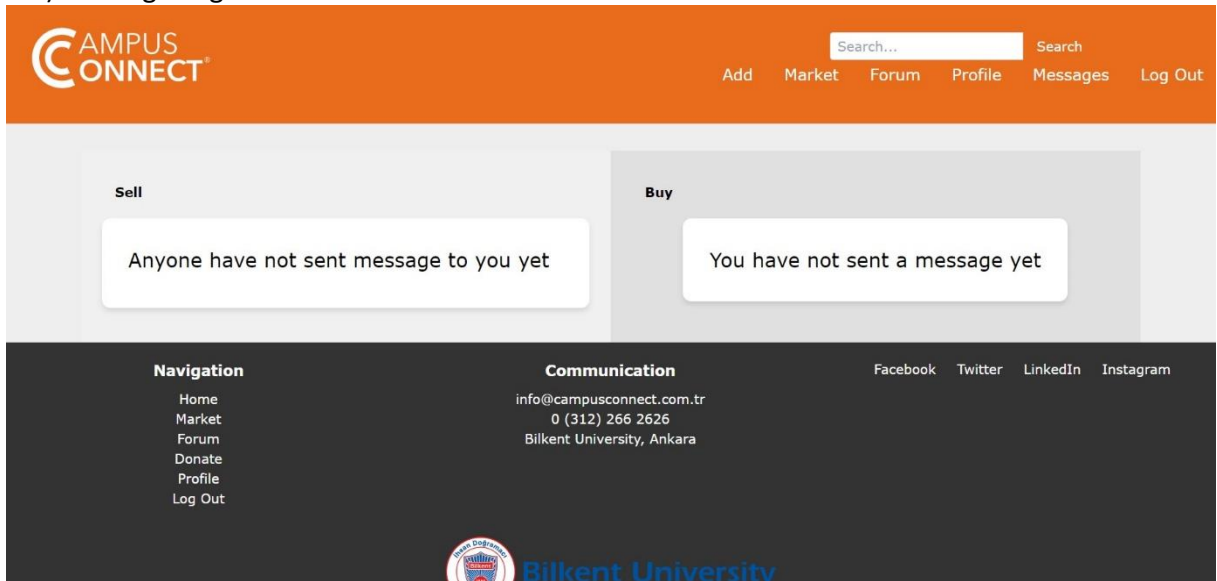 CAMPUS
CONNECT
Search... Search
Add Market Forum Profile Messages Log Out
Sell
Anyone have not sent message to you yet
Buy
You have not sent a message yet
Navigation
Home
Market
Forum
Donate
Profile
Log Out
Communication
info@campusconnect.com.tr
0 (312) 266 2626
Bilkent University, Ankara
Facebook Twitter LinkedIn Instagram
İhsan Doğramacı
Bilkent University